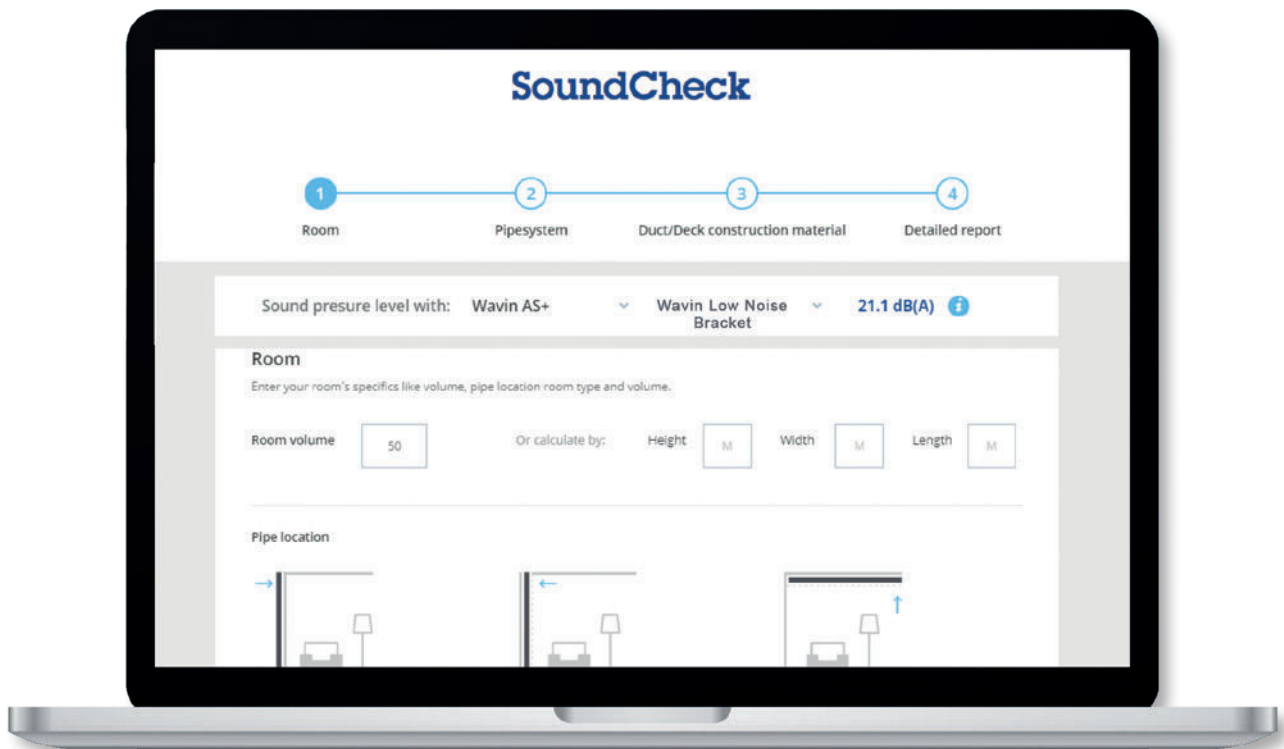 SoundCheck
1 2 3 4
Room Pipesystem Duct/Deck construction material Detailed report
Sound presure level with: Wavin AS+ Wavin Low Noise Bracket 21.1 dB(A) i
Room
Enter your room's specifics like volume, pipe location room type and volume.
Room volume 50 Or calculate by: Height M Width M Length M
Pipe location